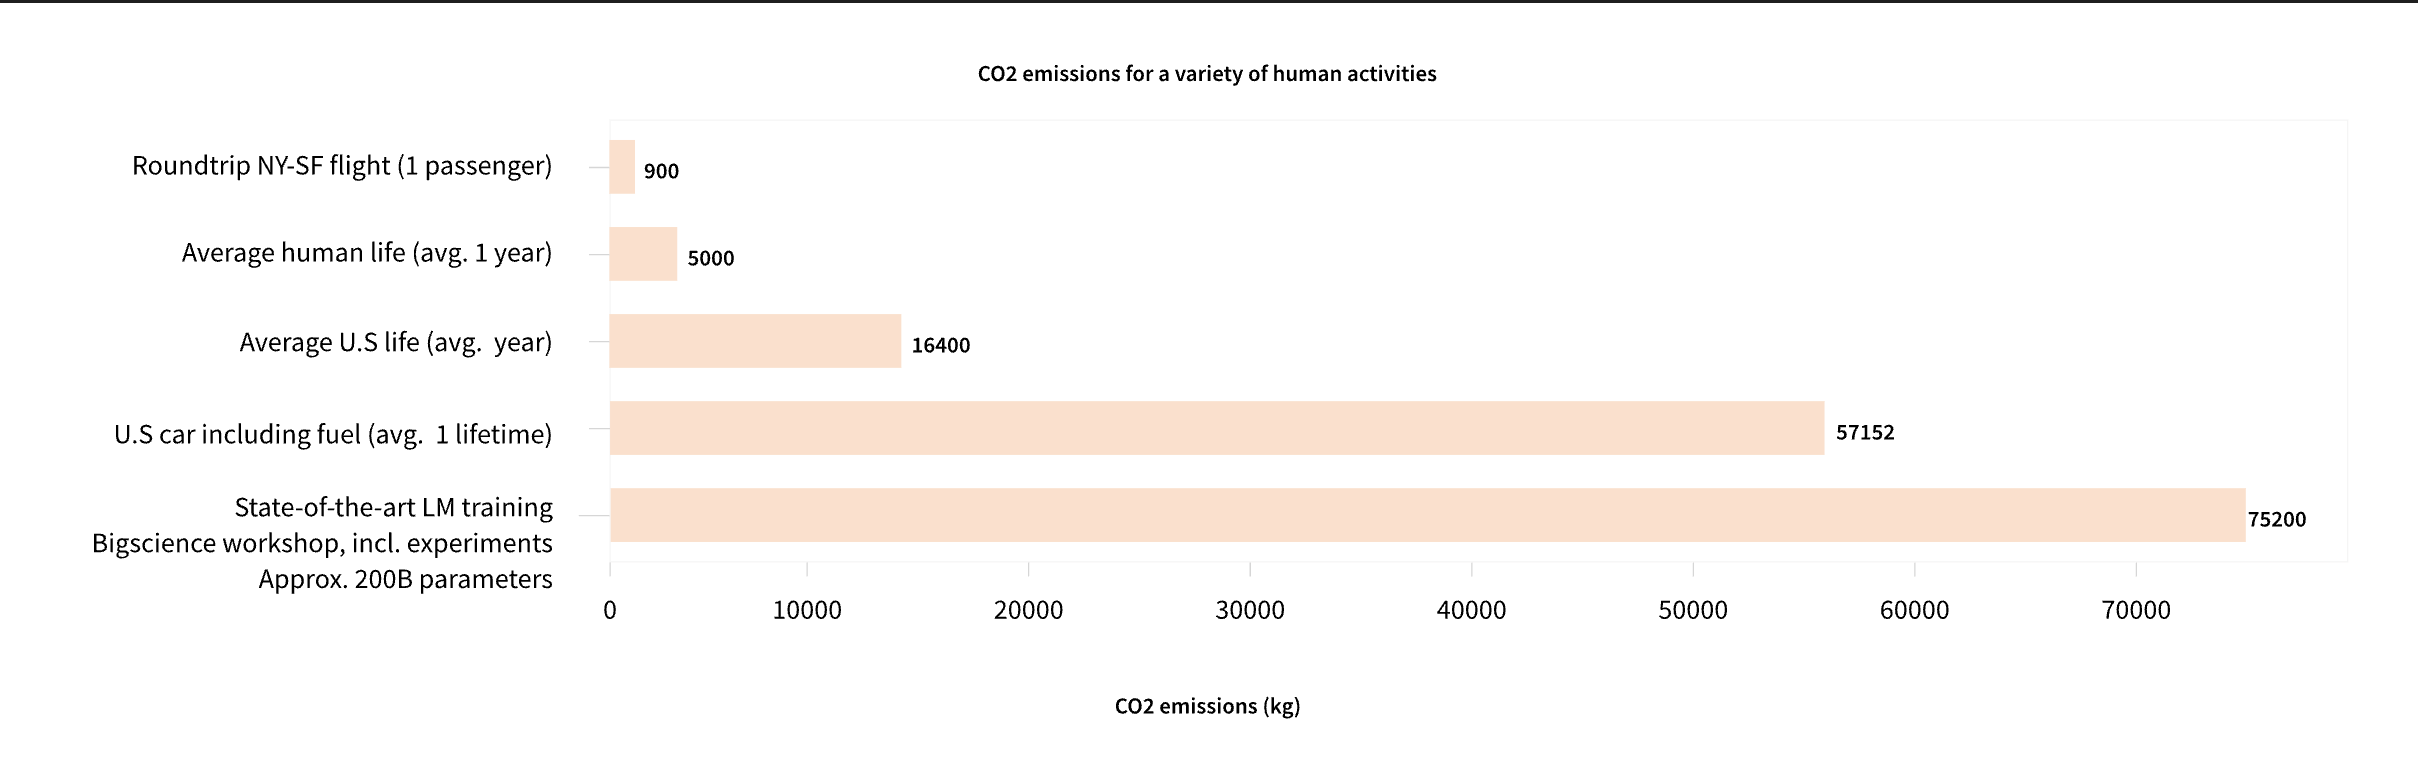 CO2 emissions for a variety of human activities
Roundtrip NY-SF flight (1 passenger)
900
Average human life (avg. 1 year)
5000
Average U.S life (avg.  year)
16400
U.S car including fuel (avg.  1 lifetime)
57152
State-of-the-art LM training
Bigscience workshop, incl. experiments
Approx. 200B parameters
75200
0 10000 20000 30000 40000 50000 60000 70000
CO2 emissions (kg)